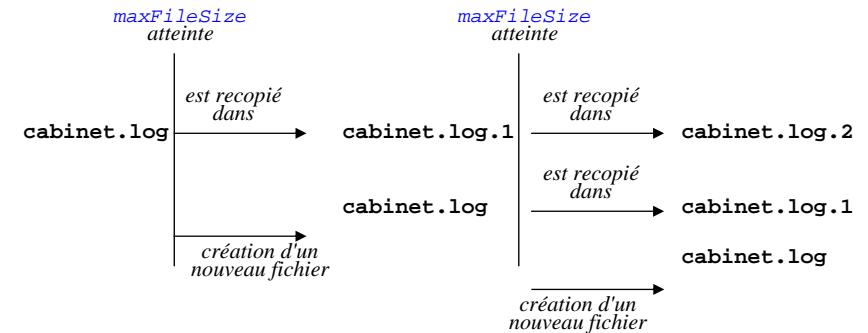 maxFileSize
atteinte
maxFileSize
atteinte
est recopié
dans
est recopié
dans
cabinet.log
cabinet.log.1
cabinet.log.2
est recopié
dans
cabinet.log
cabinet.log.1
création d'un
nouveau fichier
cabinet.log
création d'un
nouveau fichier